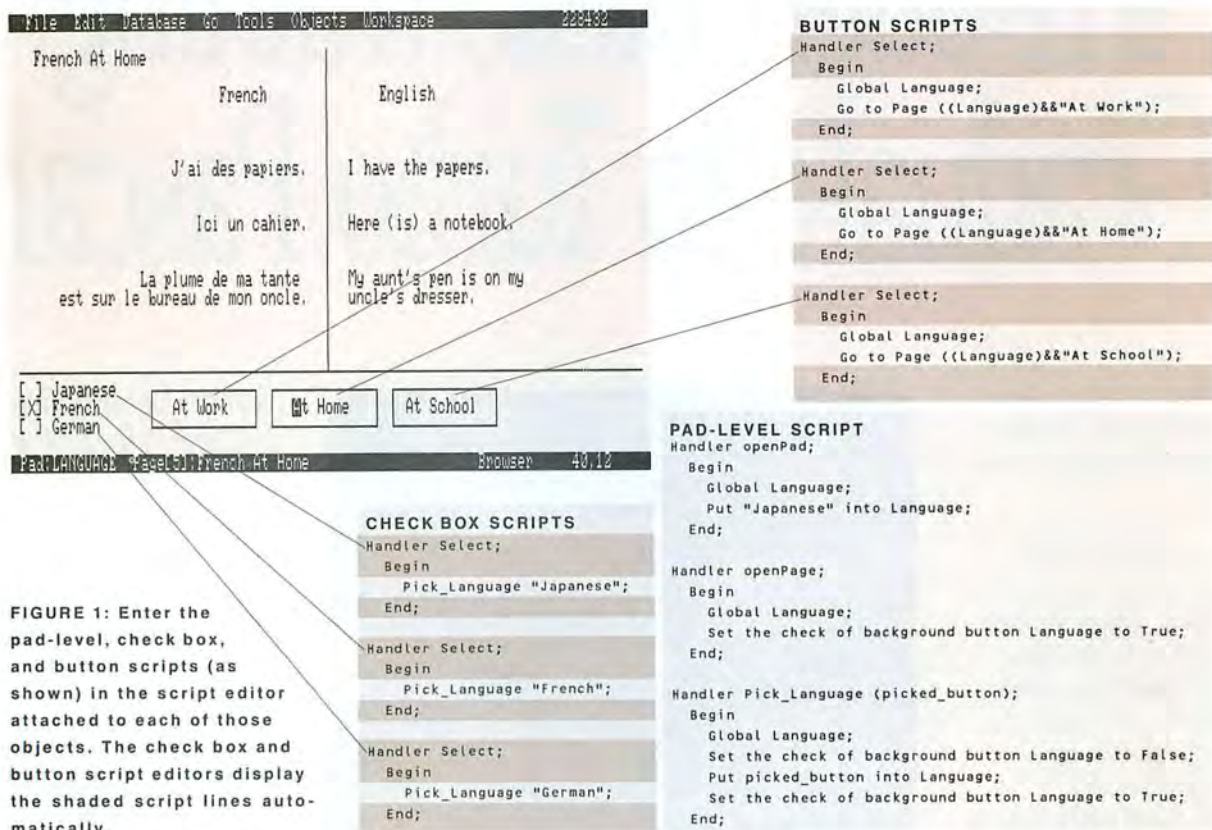 File Edit Database Go Tools Objects Workspace 228432
French At Home
French English
J'ai des papiers. I have the papers.
Ici un cahier. Here (is) a notebook.
La plume de ma tante My aunt's pen is on my
est sur le bureau de mon oncle. uncle's dresser.
[ ] Japanese
[X] French
[ ] German
At Work At Home At School
Pad:LANGUAGE Page[5]:French At Home Browser 40,12
BUTTON SCRIPTS
Handler Select;
Begin
Global Language;
Go to Page ((Language)&&"At Work");
End;
Handler Select;
Begin
Global Language;
Go to Page ((Language)&&"At Home");
End;
Handler Select;
Begin
Global Language;
Go to Page ((Language)&&"At School");
End;
CHECK BOX SCRIPTS
Handler Select;
Begin
Pick_Language "Japanese";
End;
Handler Select;
Begin
Pick_Language "French";
End;
Handler Select;
Begin
Pick_Language "German";
End;
PAD-LEVEL SCRIPT
Handler openPad;
Begin
Global Language;
Put "Japanese" into Language;
End;
Handler openPage;
Begin
Global Language;
Set the check of background button Language to True;
End;
Handler Pick_Language (picked_button);
Begin
Global Language;
Set the check of background button Language to False;
Put picked_button into Language;
Set the check of background button Language to True;
End;
FIGURE 1: Enter the
pad-level, check box,
and button scripts (as
shown) in the script editor
attached to each of those
objects. The check box and
button script editors display
the shaded script lines auto-
matically.